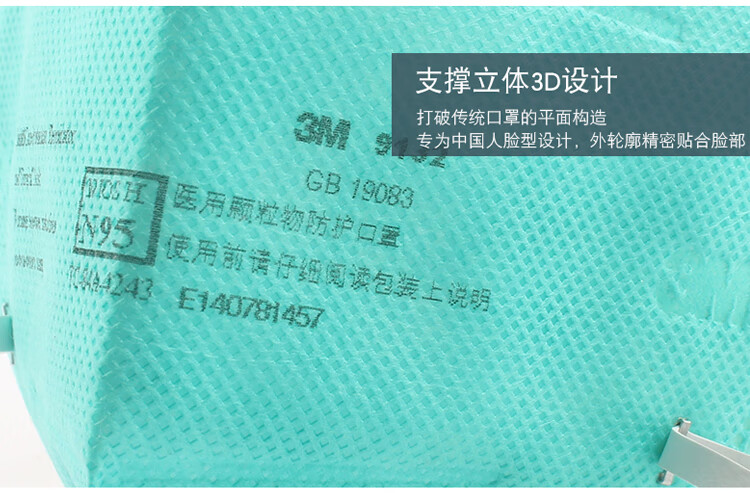 支撑立体3D设计
打破传统口罩的平面构造
专为中国人脸型设计，外轮廓精密贴合脸部
3M 9132
GB 19083
NIOSH
N95
医用颗粒物防护口罩
使用前请仔细阅读包装上说明
E140781457